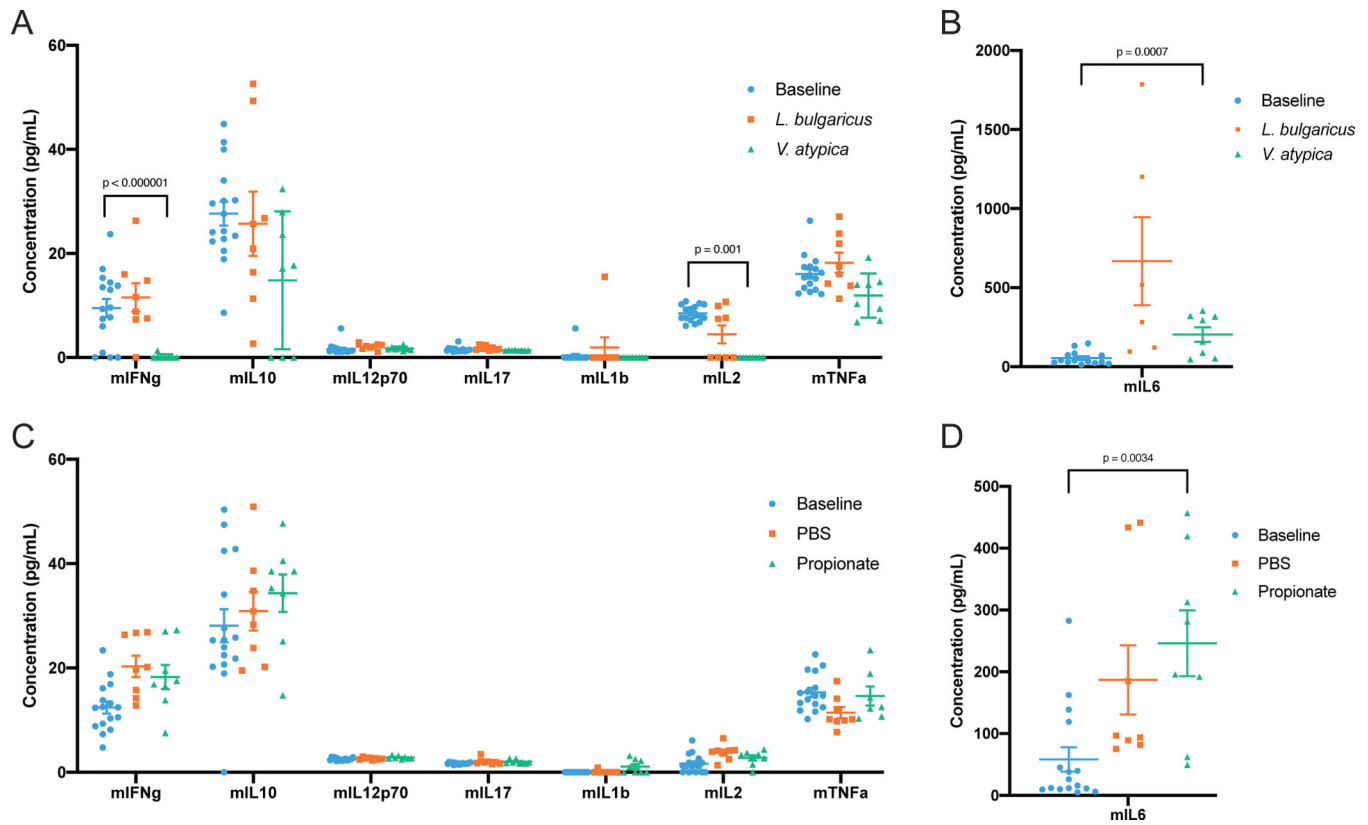 A
Concentration (pg/mL)
60
40
20
0
p < 0.000001
p = 0.001
Baseline
L. bulgaricus
V. atypica
mIFNg mIL10 mIL12p70 mIL17 mIL1b mIL2 mTNFa
B
Concentration (pg/mL)
2000
1500
1000
500
0
p = 0.0007
Baseline
L. bulgaricus
V. atypica
mIL6
C
Concentration (pg/mL)
60
40
20
0
Baseline
PBS
Propionate
mIFNg mIL10 mIL12p70 mIL17 mIL1b mIL2 mTNFa
D
Concentration (pg/mL)
500
400
300
200
100
0
p = 0.0034
Baseline
PBS
Propionate
mIL6